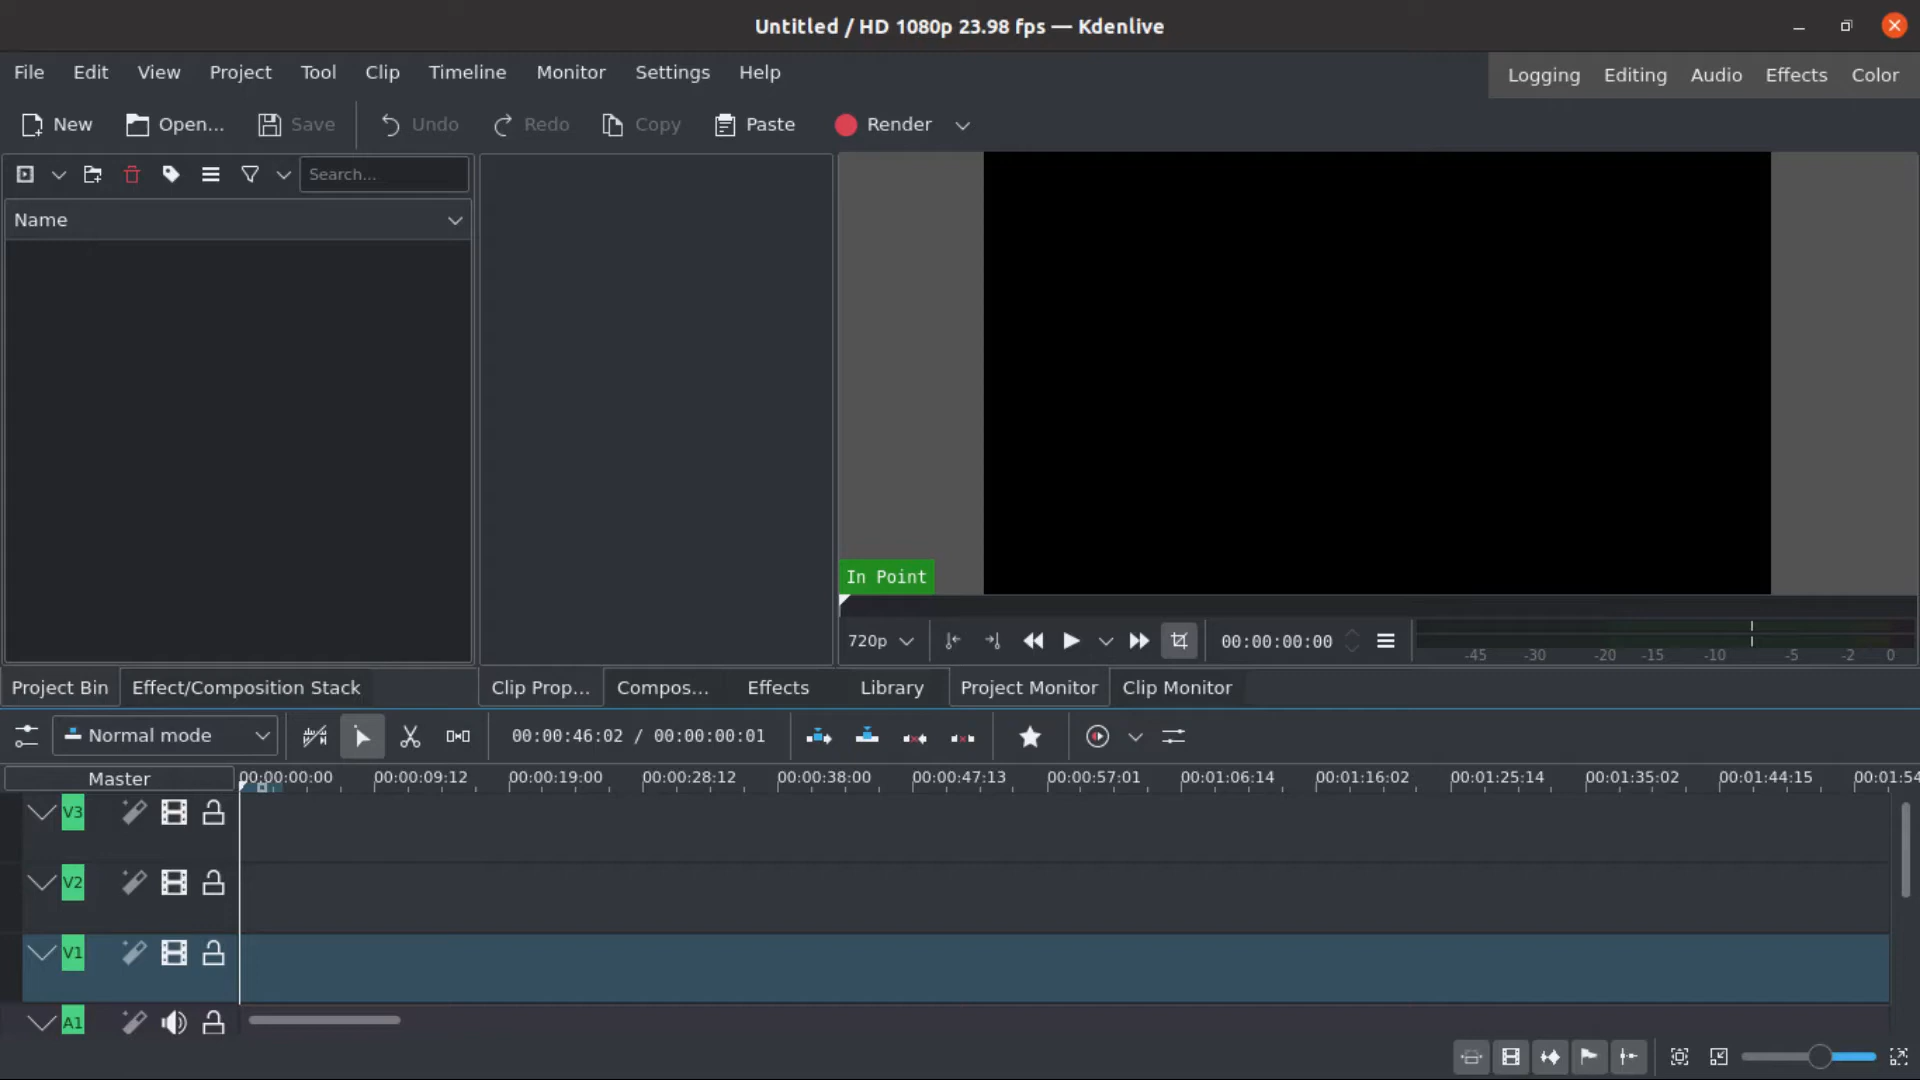 Untitled / HD 1080p 23.98 fps — Kdenlive
File Edit View Project Tool Clip Timeline Monitor Settings Help
Logging Editing Audio Effects Color
New Open... Save Undo Redo Copy Paste Render
Search...
Name
In Point
720p 00:00:00:00
-45 -30 -20 -15 -10 -5 -2 0
Project Bin Effect/Composition Stack Clip Prop... Compos... Effects Library Project Monitor Clip Monitor
Normal mode 00:00:46:02 / 00:00:00:01
Master 00:00:00:00 00:00:09:12 00:00:19:00 00:00:28:12 00:00:38:00 00:00:47:13 00:00:57:01 00:01:06:14 00:01:16:02 00:01:25:14 00:01:35:02 00:01:44:15 00:01:54
V3
V2
V1
A1